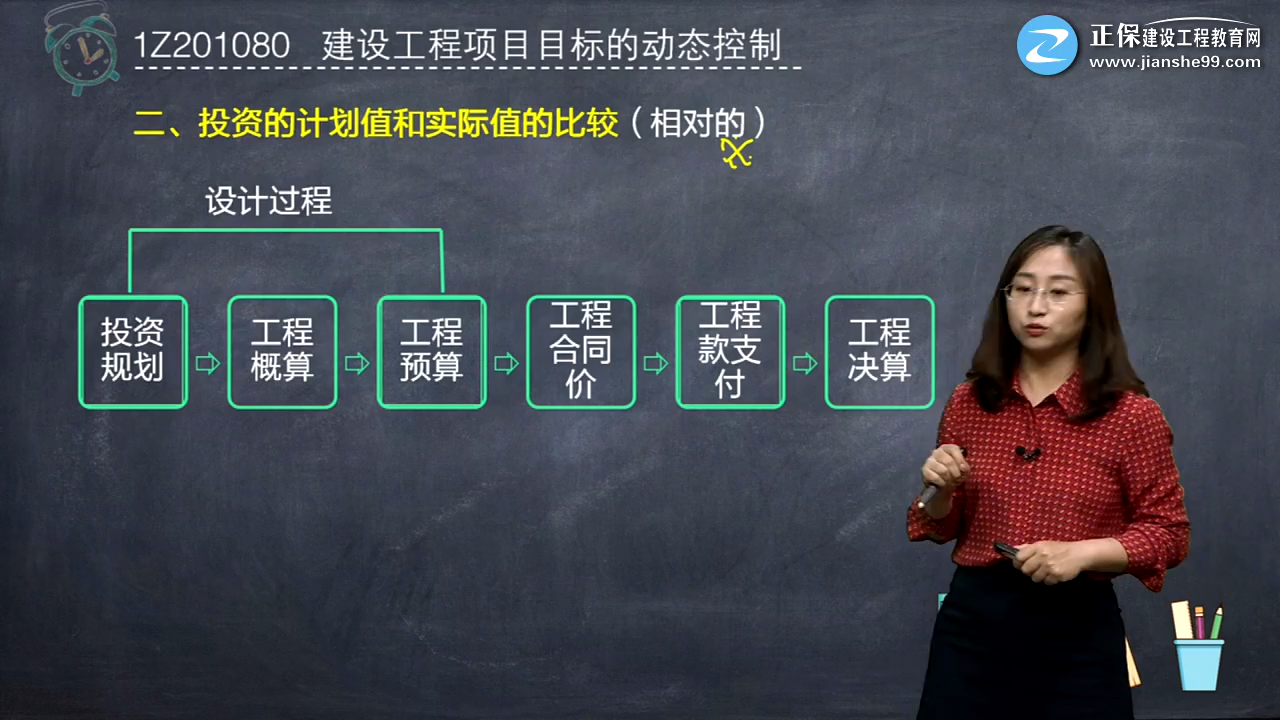 1Z201080 建设工程项目目标的动态控制
正保建设工程教育网
www.jianshe99.com
二、投资的计划值和实际值的比较（相对的）
设计过程
投资
规划
工程
概算
工程
预算
工程
合同
价
工程
款支
付
工程
决算